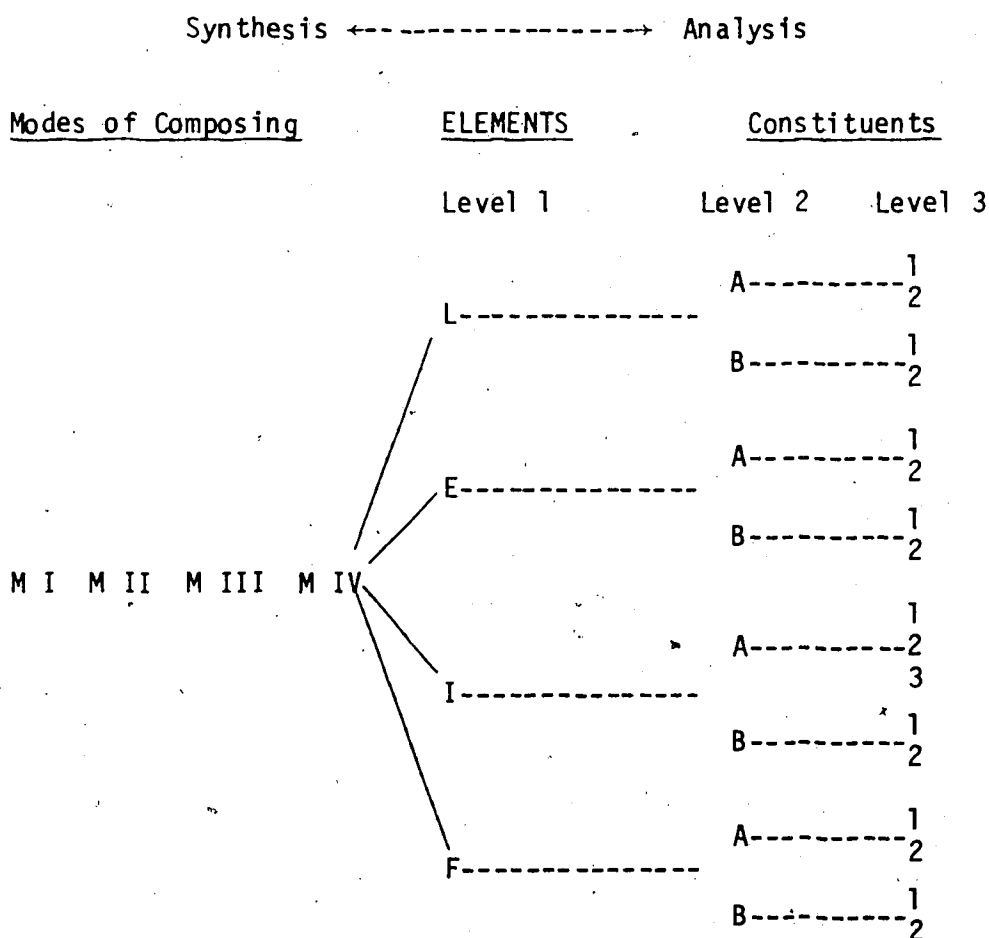 Synthesis <-----------------> Analysis
Modes of Composing ELEMENTS Constituents
Level 1 Level 2 Level 3
1
A----------
2
L---------------
1
B----------
2
1
A----------
2
E---------------
1
B----------
2
M I M II M III M IV
1
A----------2
3
I---------------
1
B----------
2
1
A----------
2
F---------------
1
B----------
2